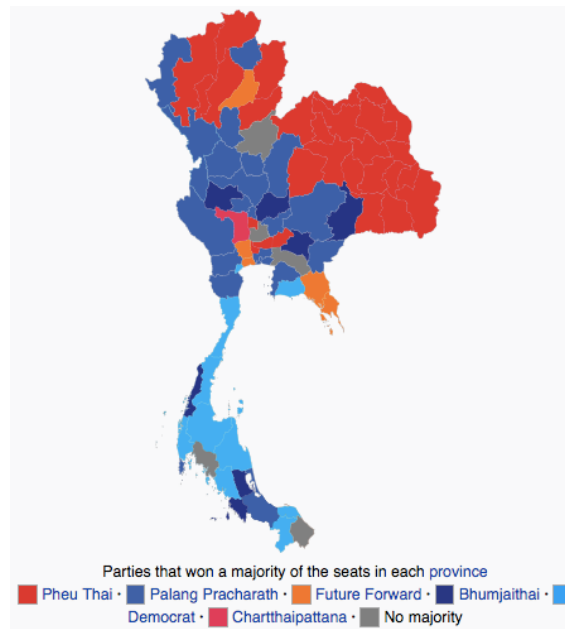 Parties that won a majority of the seats in each province
Pheu Thai · Palang Pracharath · Future Forward · Bhumjaithai ·
Democrat · Chartthaipattana · No majority